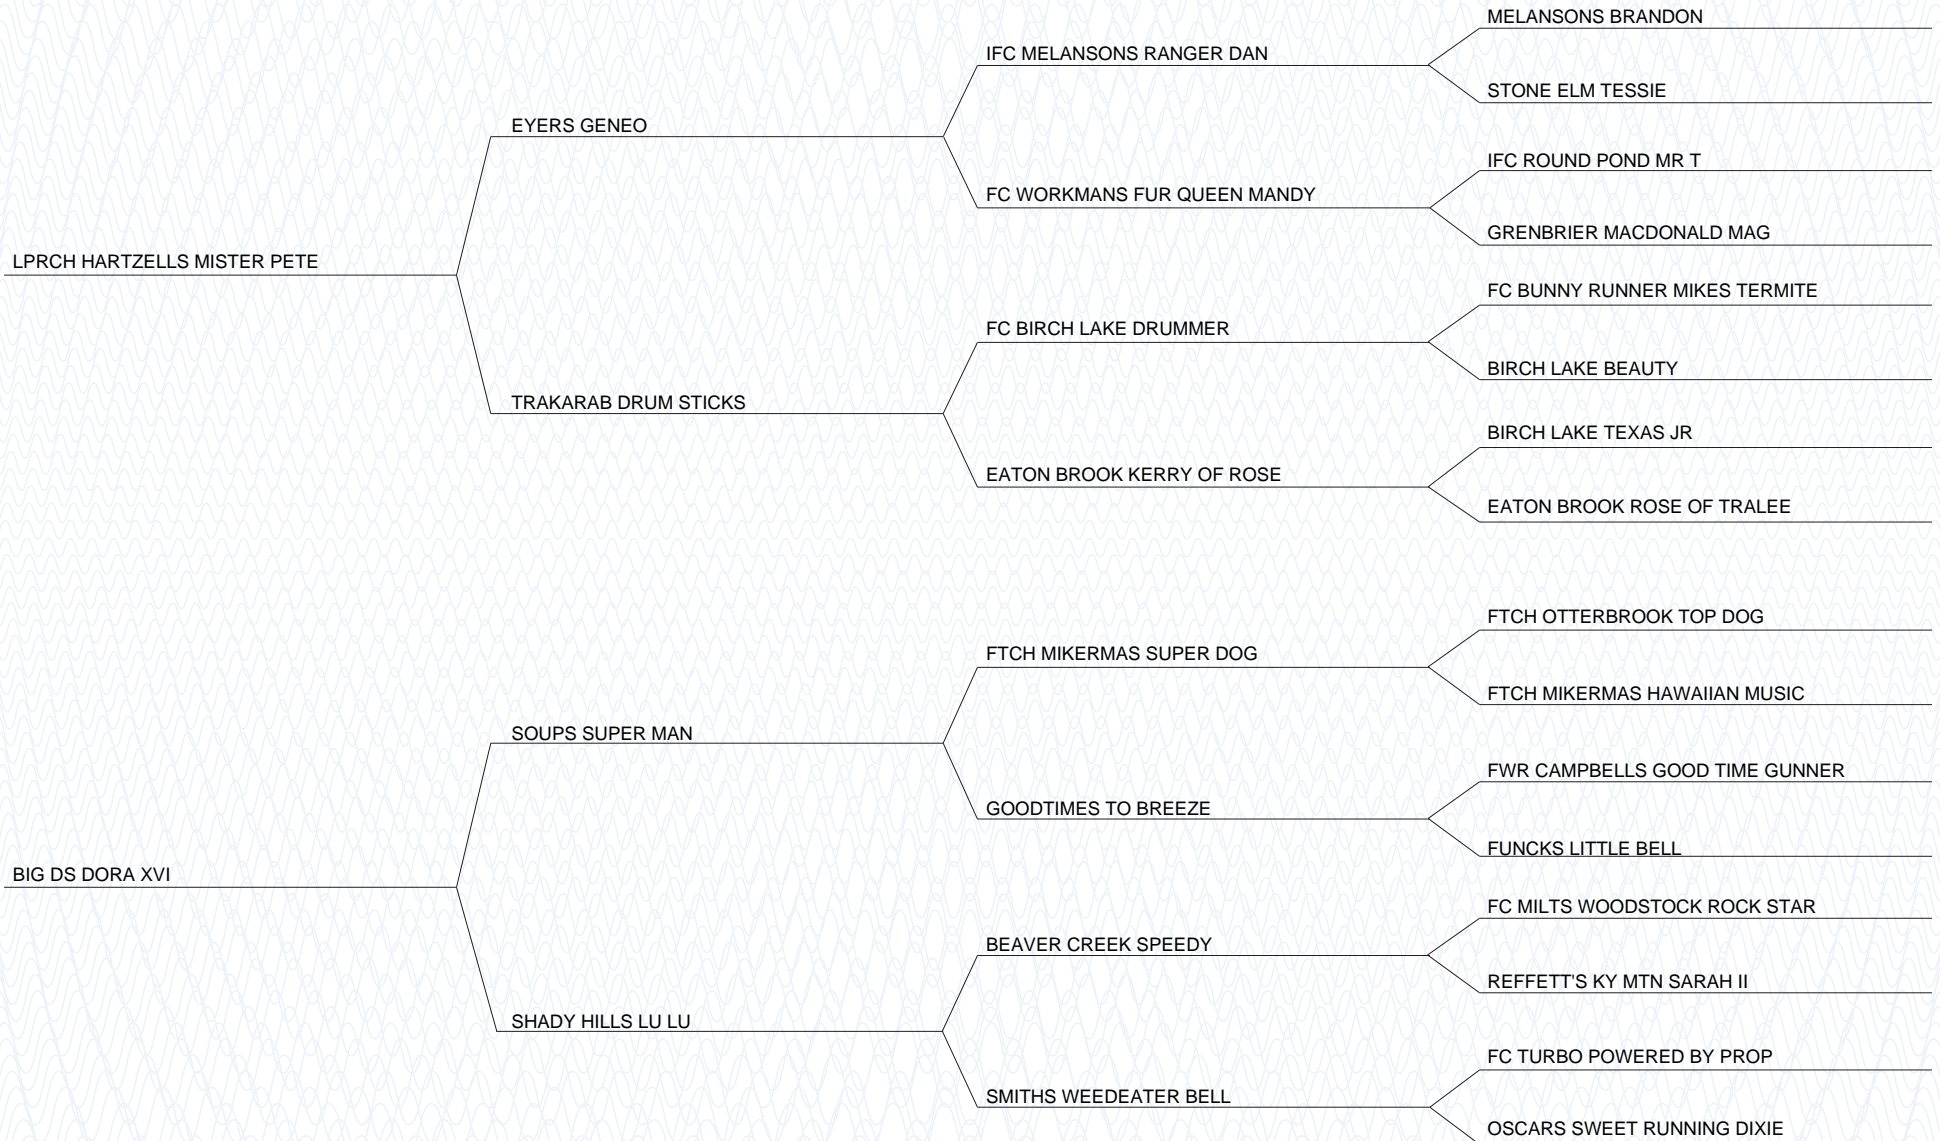 MELANSONS BRANDON
IFC MELANSONS RANGER DAN
STONE ELM TESSIE
EYERS GENEO
IFC ROUND POND MR T
FC WORKMANS FUR QUEEN MANDY
GRENBRIER MACDONALD MAG
LPRCH HARTZELLS MISTER PETE
FC BUNNY RUNNER MIKES TERMITE
FC BIRCH LAKE DRUMMER
BIRCH LAKE BEAUTY
TRAKARAB DRUM STICKS
BIRCH LAKE TEXAS JR
EATON BROOK KERRY OF ROSE
EATON BROOK ROSE OF TRALEE
FTCH OTTERBROOK TOP DOG
FTCH MIKERMAS SUPER DOG
FTCH MIKERMAS HAWAIIAN MUSIC
SOUPS SUPER MAN
FWR CAMPBELLS GOOD TIME GUNNER
GOODTIMES TO BREEZE
FUNCKS LITTLE BELL
BIG DS DORA XVI
FC MILTS WOODSTOCK ROCK STAR
BEAVER CREEK SPEEDY
REFFETT'S KY MTN SARAH II
SHADY HILLS LU LU
FC TURBO POWERED BY PROP
SMITHS WEEDEATER BELL
OSCARS SWEET RUNNING DIXIE